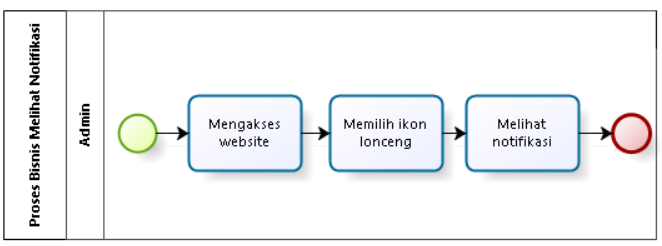 Proses Bisnis Melihat Notifikasi
Admin
Mengakses
website
Memilih ikon
lonceng
Melihat
notifikasi